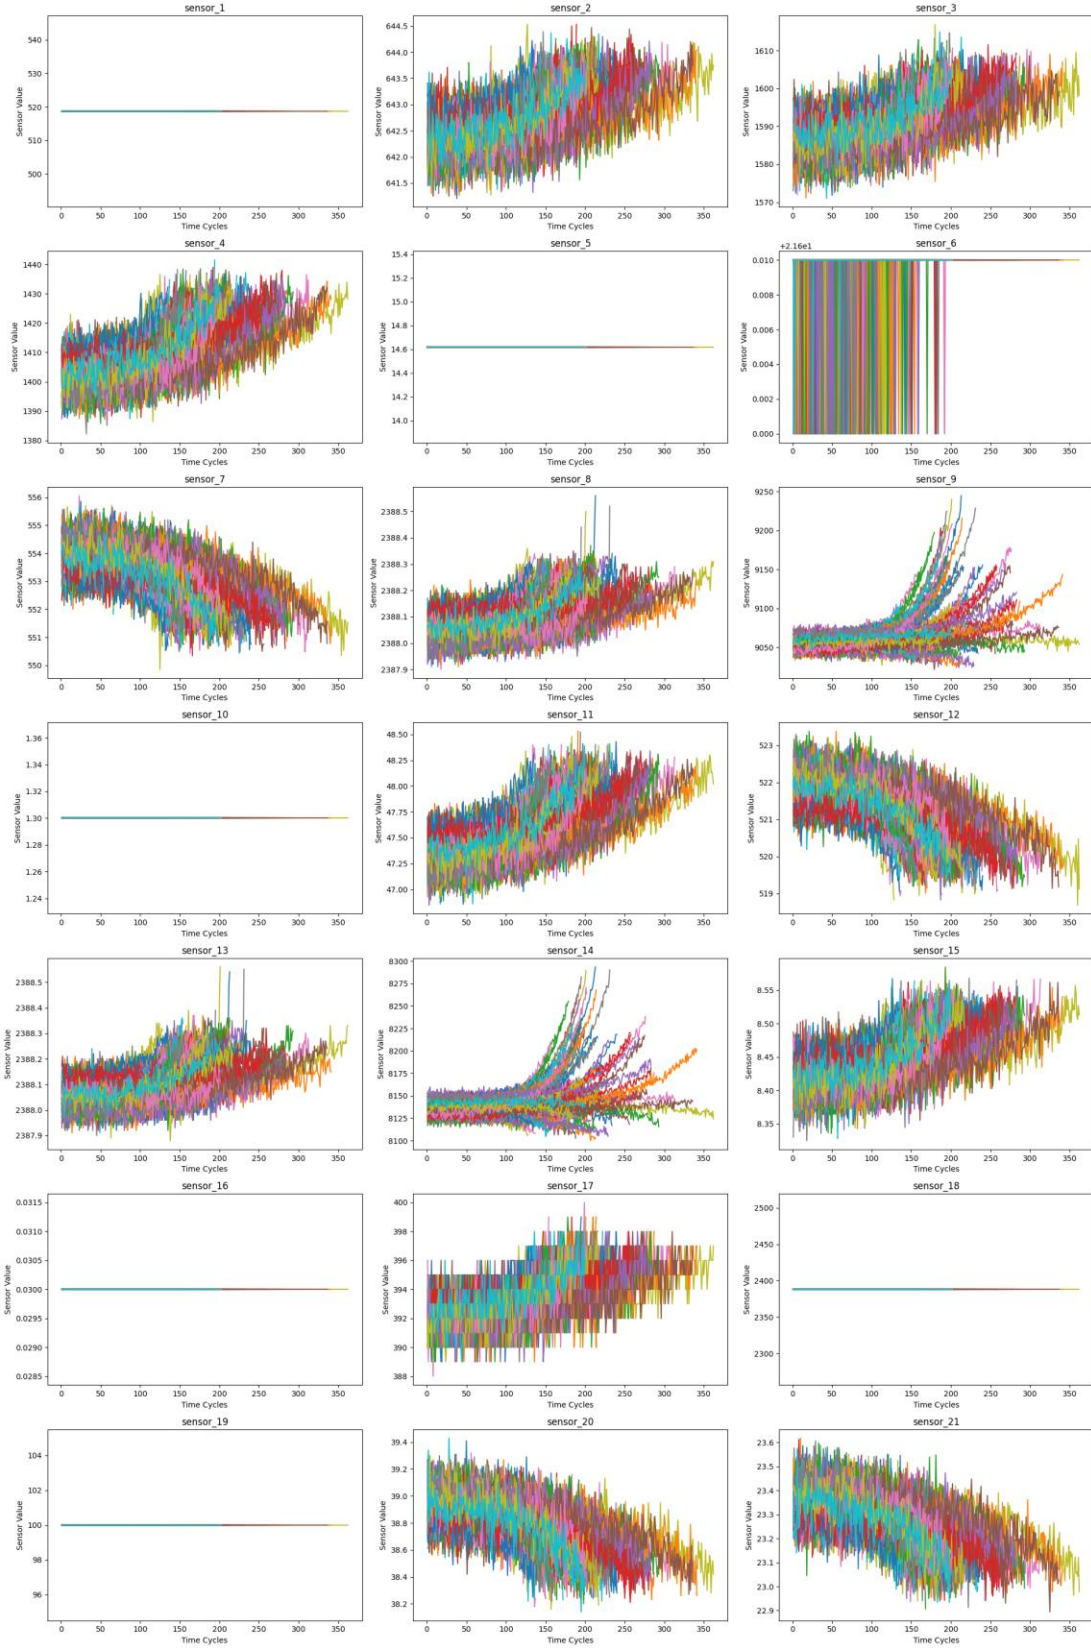 sensor_1
540
530
520
510
500
Sensor Value
0 50 100 150 200 250 300 350
Time Cycles
sensor_2
644.5
644.0
643.5
643.0
642.5
642.0
641.5
Sensor Value
0 50 100 150 200 250 300 350
Time Cycles
sensor_3
1610
1600
1590
1580
1570
Sensor Value
0 50 100 150 200 250 300 350
Time Cycles
sensor_4
1440
1430
1420
1410
1400
1390
1380
Sensor Value
0 50 100 150 200 250 300 350
Time Cycles
sensor_5
15.4
15.2
15.0
14.8
14.6
14.4
14.2
14.0
Sensor Value
0 50 100 150 200 250 300 350
Time Cycles
sensor_6
+2.16e1
0.010
0.008
0.006
0.004
0.002
0.000
Sensor Value
0 50 100 150 200 250 300 350
Time Cycles
sensor_7
556
555
554
553
552
551
550
Sensor Value
0 50 100 150 200 250 300 350
Time Cycles
sensor_8
2388.5
2388.4
2388.3
2388.2
2388.1
2388.0
2387.9
Sensor Value
0 50 100 150 200 250 300 350
Time Cycles
sensor_9
9250
9200
9150
9100
9050
Sensor Value
0 50 100 150 200 250 300 350
Time Cycles
sensor_10
1.36
1.34
1.32
1.30
1.28
1.26
1.24
Sensor Value
0 50 100 150 200 250 300 350
Time Cycles
sensor_11
48.50
48.25
48.00
47.75
47.50
47.25
47.00
Sensor Value
0 50 100 150 200 250 300 350
Time Cycles
sensor_12
523
522
521
520
519
Sensor Value
0 50 100 150 200 250 300 350
Time Cycles
sensor_13
2388.5
2388.4
2388.3
2388.2
2388.1
2388.0
2387.9
Sensor Value
0 50 100 150 200 250 300 350
Time Cycles
sensor_14
8300
8275
8250
8225
8200
8175
8150
8125
8100
Sensor Value
0 50 100 150 200 250 300 350
Time Cycles
sensor_15
8.55
8.50
8.45
8.40
8.35
Sensor Value
0 50 100 150 200 250 300 350
Time Cycles
sensor_16
0.0315
0.0310
0.0305
0.0300
0.0295
0.0290
0.0285
Sensor Value
0 50 100 150 200 250 300 350
Time Cycles
sensor_17
400
398
396
394
392
390
388
Sensor Value
0 50 100 150 200 250 300 350
Time Cycles
sensor_18
2500
2450
2400
2350
2300
Sensor Value
0 50 100 150 200 250 300 350
Time Cycles
sensor_19
104
102
100
98
96
Sensor Value
0 50 100 150 200 250 300 350
Time Cycles
sensor_20
39.4
39.2
39.0
38.8
38.6
38.4
38.2
Sensor Value
0 50 100 150 200 250 300 350
Time Cycles
sensor_21
23.6
23.5
23.4
23.3
23.2
23.1
23.0
22.9
Sensor Value
0 50 100 150 200 250 300 350
Time Cycles